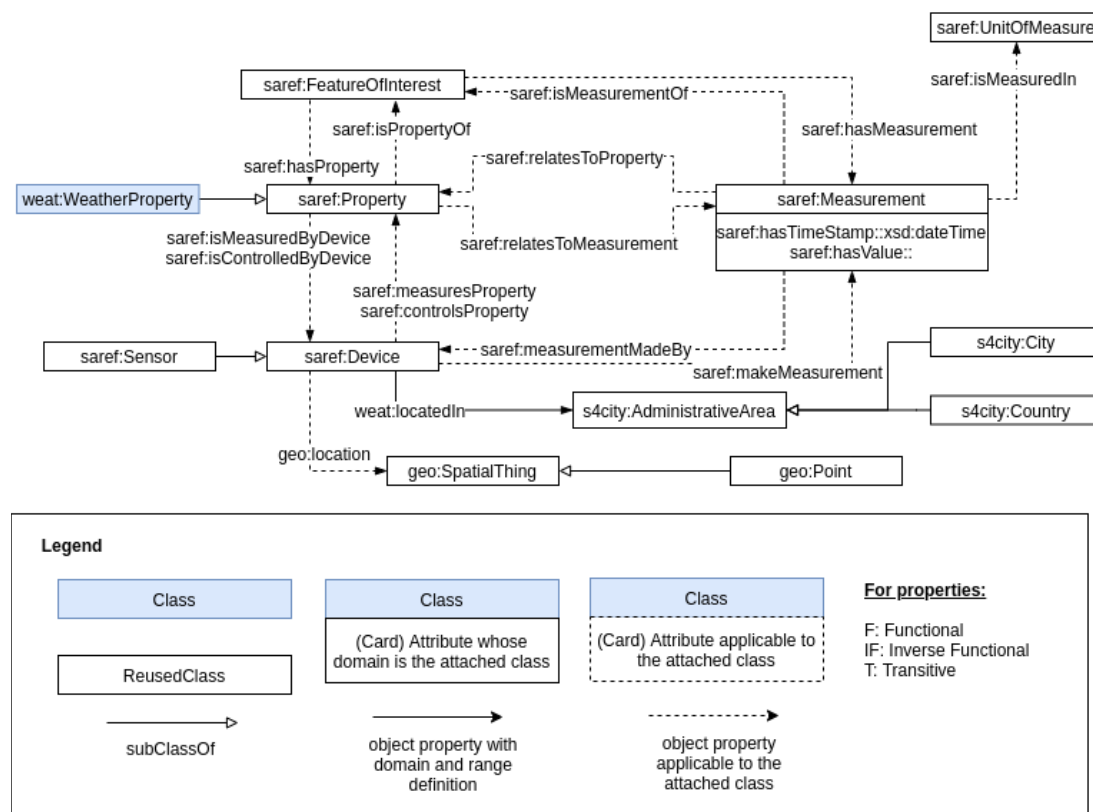 saref:UnitOfMeasure
saref:isMeasuredIn
saref:FeatureOfInterest
saref:isMeasurementOf
saref:isPropertyOf
saref:hasMeasurement
saref:hasProperty
saref:relatesToProperty
weat:WeatherProperty
saref:Property
saref:Measurement
saref:hasTimeStamp::xsd:dateTime
saref:hasValue::
saref:isMeasuredByDevice
saref:isControlledByDevice
saref:relatesToMeasurement
saref:measuresProperty
saref:controlsProperty
saref:Sensor
saref:Device
saref:measurementMadeBy
saref:makeMeasurement
s4city:City
weat:locatedIn
s4city:AdministrativeArea
s4city:Country
geo:location
geo:SpatialThing
geo:Point
Legend
Class
ReusedClass
subClassOf
Class
(Card) Attribute whose
domain is the attached class
object property with
domain and range
definition
Class
(Card) Attribute applicable to
the attached class
object property
applicable to the
attached class
For properties:
F: Functional
IF: Inverse Functional
T: Transitive